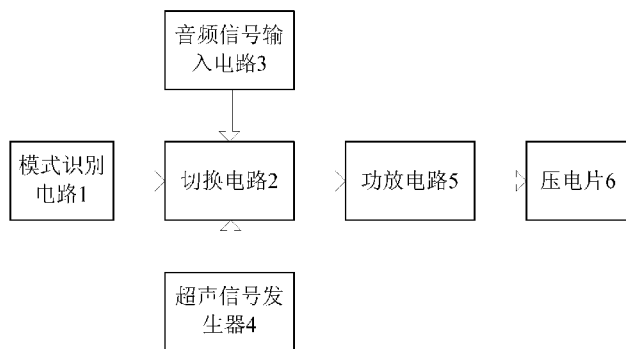 音频信号输
入电路3
模式识别
电路1
切换电路2
功放电路5
压电片6
超声信号发
生器4